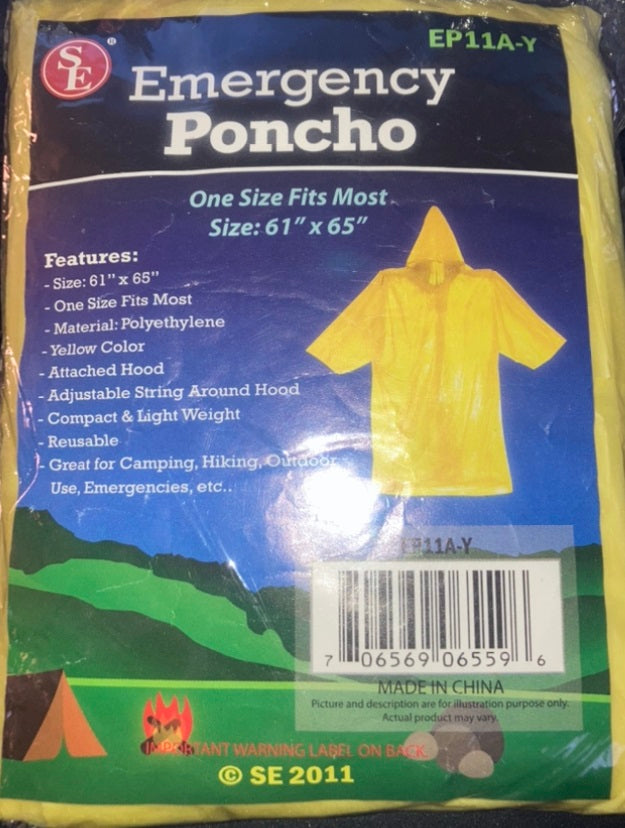 EP11A-Y
SE ®
Emergency
Poncho
One Size Fits Most
Size: 61" x 65"
Features:
- Size: 61" x 65"
- One Size Fits Most
- Material: Polyethylene
- Yellow Color
- Attached Hood
- Adjustable String Around Hood
- Compact & Light Weight
- Reusable
- Great for Camping, Hiking, Outdoor
Use, Emergencies, etc..
EP11A-Y
7 06569 06559 6
MADE IN CHINA
Picture and description are for illustration purpose only.
Actual product may vary.
IMPORTANT WARNING LABEL ON BACK
© SE 2011